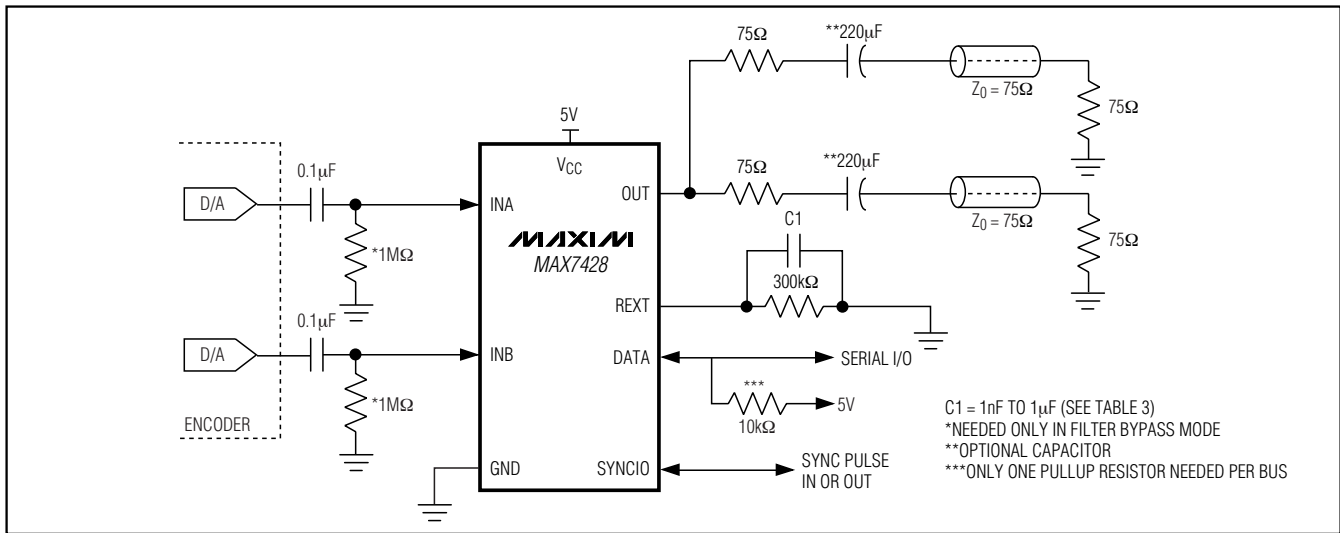 75Ω
**220µF
Z0 = 75Ω
75Ω
5V
VCC
ENCODER
D/A
0.1µF
*1MΩ
INA
MAXIM
MAX7428
OUT
75Ω
**220µF
Z0 = 75Ω
75Ω
C1
300kΩ
REXT
D/A
0.1µF
*1MΩ
INB
DATA
SERIAL I/O
***
10kΩ
5V
GND
SYNCIO
SYNC PULSE
IN OR OUT
C1 = 1nF TO 1µF (SEE TABLE 3)
*NEEDED ONLY IN FILTER BYPASS MODE
**OPTIONAL CAPACITOR
***ONLY ONE PULLUP RESISTOR NEEDED PER BUS